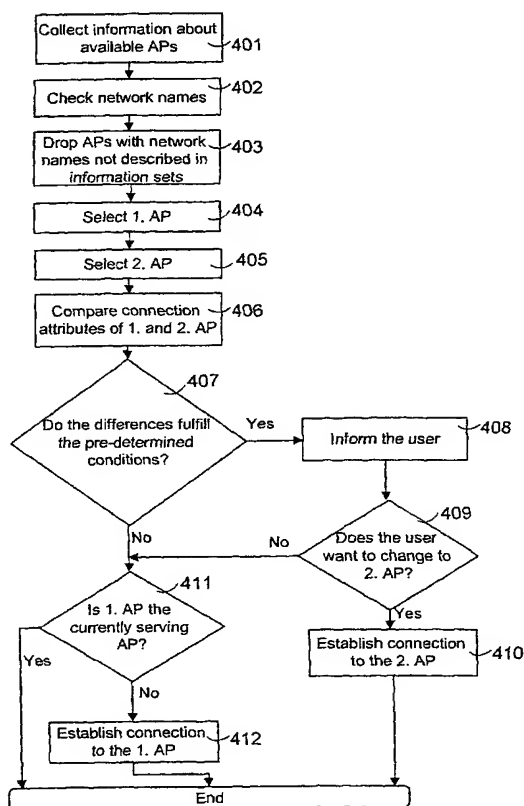 Collect information about
available APs
401
Check network names
402
Drop APs with network
names not described in
information sets
403
Select 1. AP
404
Select 2. AP
405
Compare connection
attributes of 1. and 2. AP
406
407
Do the differences fulfill
the pre-determined
conditions?
Yes
Inform the user
408
409
Does the user
want to change to
2. AP?
No
No
Yes
411
Is 1. AP the
currently serving
AP?
Establish connection
to the 2. AP
410
Yes
No
Establish connection
to the 1. AP
412
End